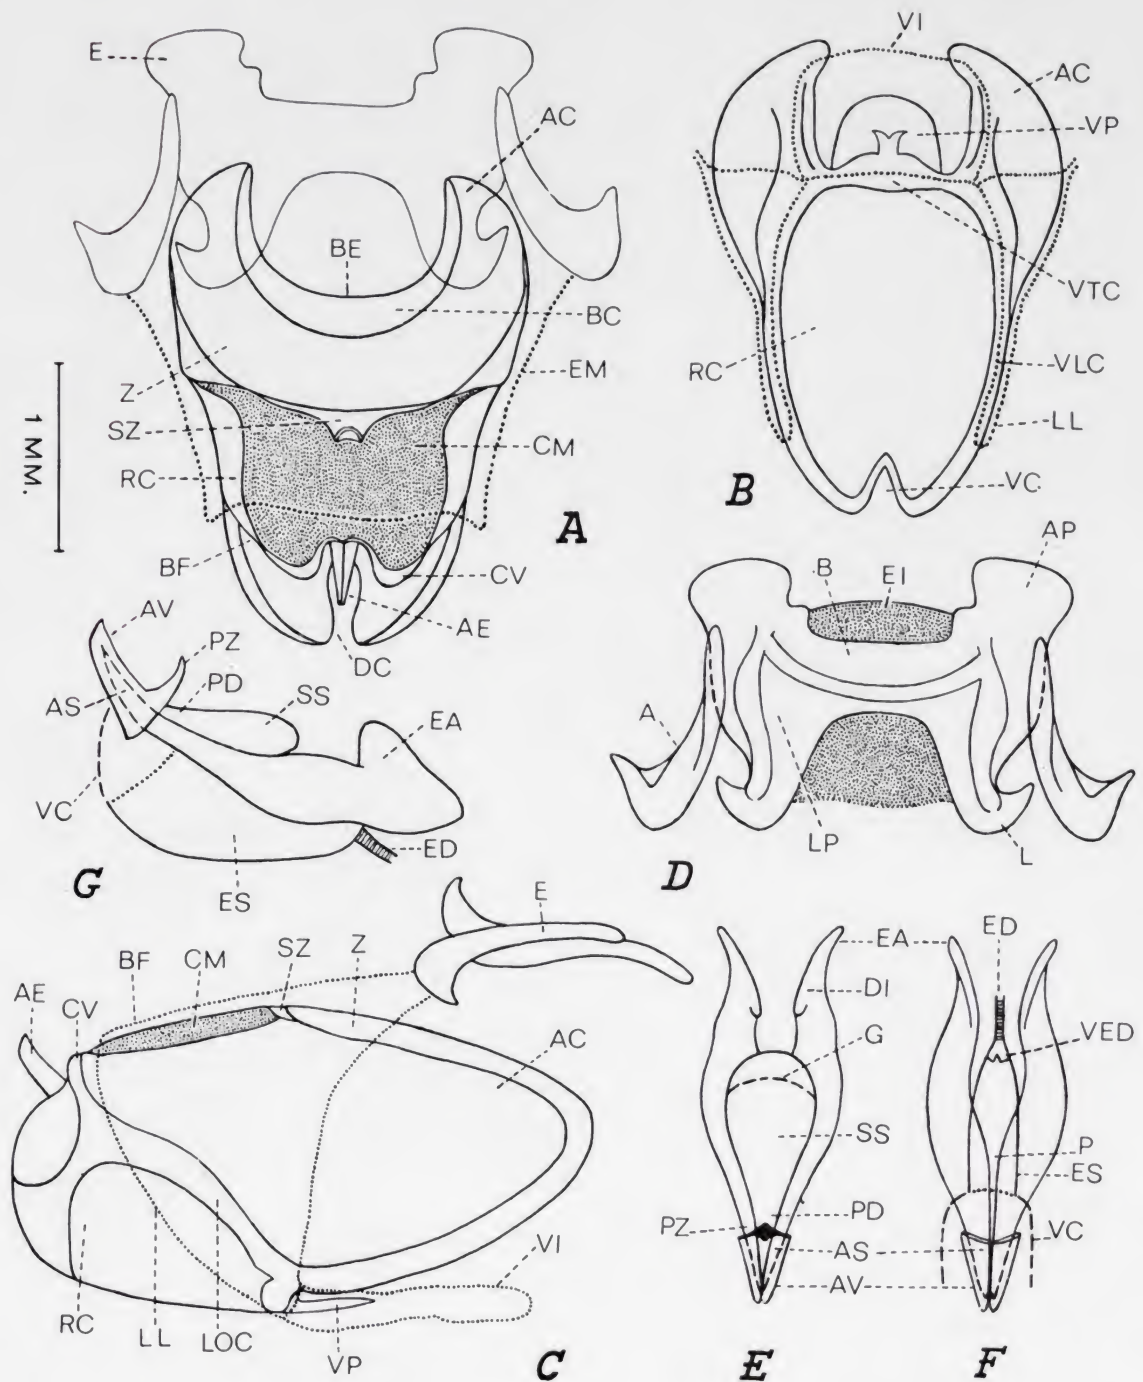 E
AC
BE
BC
Z
EM
SZ
CM
RC
BF
CV
AE
DC
A
1 MM.
VI
AC
VP
VTC
RC
VLC
LL
VC
B
AV
PZ
PD
SS
AS
EA
VC
ED
ES
G
B
EI
AP
A
LP
L
D
E
BF
CM
SZ
Z
AE
CV
AC
VI
RC
LL
LOC
VP
C
EA
DI
G
SS
PD
PZ
AS
AV
E
ED
VED
P
ES
VC
F